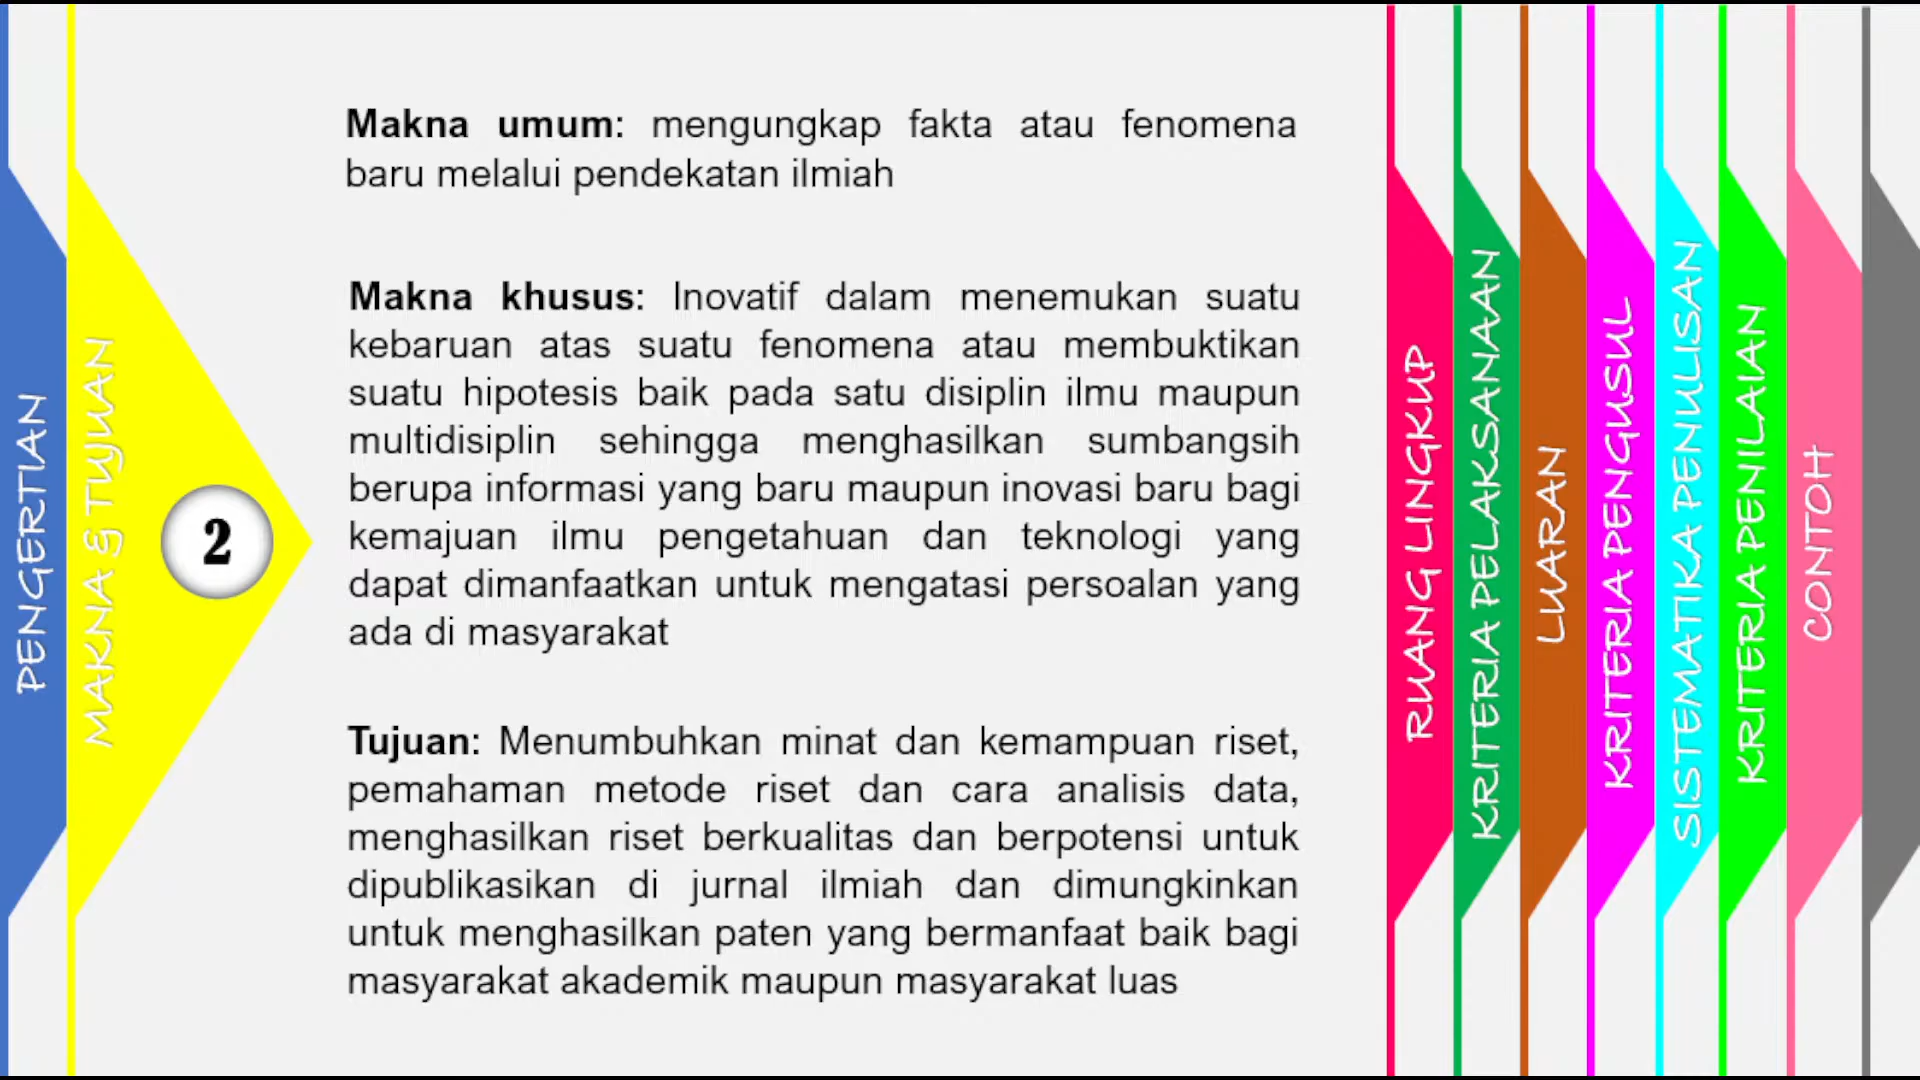 PENGERTIAN
MAKNA & TUJUAN
2
Makna umum: mengungkap fakta atau fenomena
baru melalui pendekatan ilmiah
Makna khusus: Inovatif dalam menemukan suatu
kebaruan atas suatu fenomena atau membuktikan
suatu hipotesis baik pada satu disiplin ilmu maupun
multidisiplin sehingga menghasilkan sumbangsih
berupa informasi yang baru maupun inovasi baru bagi
kemajuan ilmu pengetahuan dan teknologi yang
dapat dimanfaatkan untuk mengatasi persoalan yang
ada di masyarakat
Tujuan: Menumbuhkan minat dan kemampuan riset,
pemahaman metode riset dan cara analisis data,
menghasilkan riset berkualitas dan berpotensi untuk
dipublikasikan di jurnal ilmiah dan dimungkinkan
untuk menghasilkan paten yang bermanfaat baik bagi
masyarakat akademik maupun masyarakat luas
RUANG LINGKUP
KRITERIA PELAKSANAAN
LUARAN
KRITERIA PENGUSUL
SISTEMATIKA PENULISAN
KRITERIA PENILAIAN
CONTOH